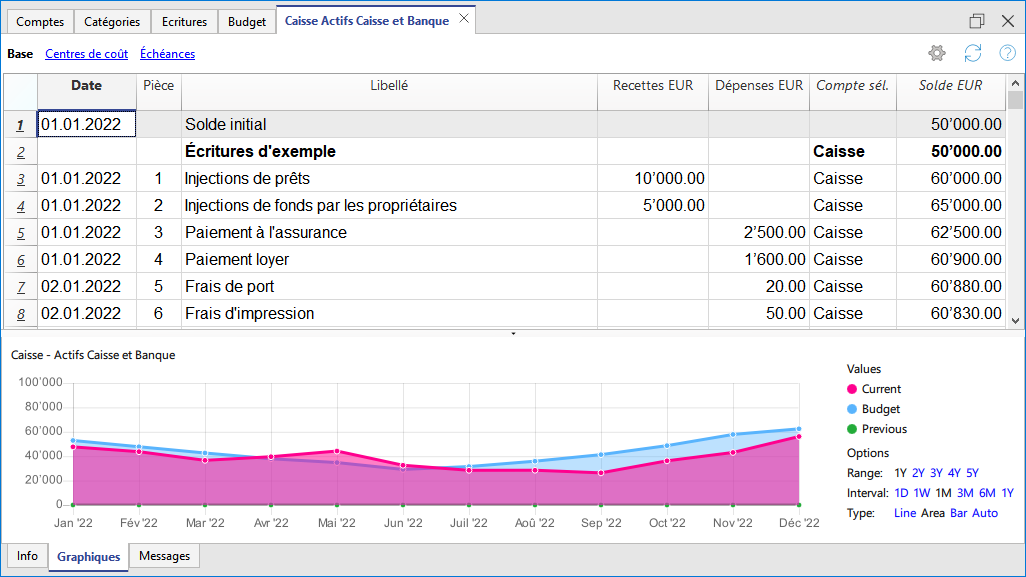 Comptes Catégories Ecritures Budget Caisse Actifs Caisse et Banque
Base Centres de coût Échéances
Date Pièce Libellé Recettes EUR Dépenses EUR Compte sél. Solde EUR
1 01.01.2022 Solde initial 50’000.00
2 Écritures d'exemple Caisse 50’000.00
3 01.01.2022 1 Injections de prêts 10’000.00 Caisse 60’000.00
4 01.01.2022 2 Injections de fonds par les propriétaires 5’000.00 Caisse 65’000.00
5 01.01.2022 3 Paiement à l'assurance 2’500.00 Caisse 62’500.00
6 01.01.2022 4 Paiement loyer 1’600.00 Caisse 60’900.00
7 02.01.2022 5 Frais de port 20.00 Caisse 60’880.00
8 02.01.2022 6 Frais d'impression 50.00 Caisse 60’830.00
Caisse - Actifs Caisse et Banque
100’000
80’000
60’000
40’000
20’000
0
Jan '22 Fév '22 Mar '22 Avr '22 Mai '22 Jun '22 Juil '22 Aoû '22 Sep '22 Oct '22 Nov '22 Déc '22
Values
Current
Budget
Previous
Options
Range: 1Y 2Y 3Y 4Y 5Y
Interval: 1D 1W 1M 3M 6M 1Y
Type: Line Area Bar Auto
Info Graphiques Messages